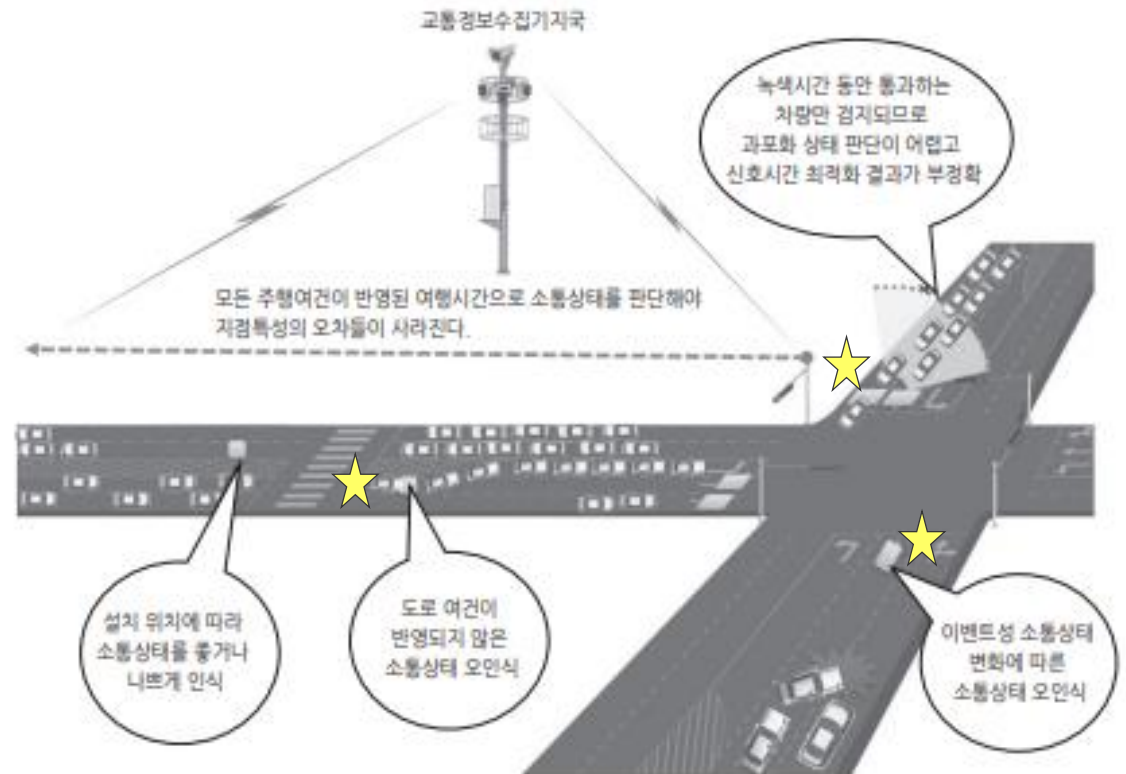 교통정보수집기지국
녹색시간 동안 통과하는
차량만 검지되므로
과포화 상태 판단이 어렵고
신호시간 최적화 결과가 부정확
모든 주행여건이 반영된 여행시간으로 소통상태를 판단해야
지점특성의 오차들이 사라진다.
설치 위치에 따라
소통상태를 좋거나
나쁘게 인식
도로 여건이
반영되지 않은
소통상태 오인식
이벤트성 소통상태
변화에 따른
소통상태 오인식